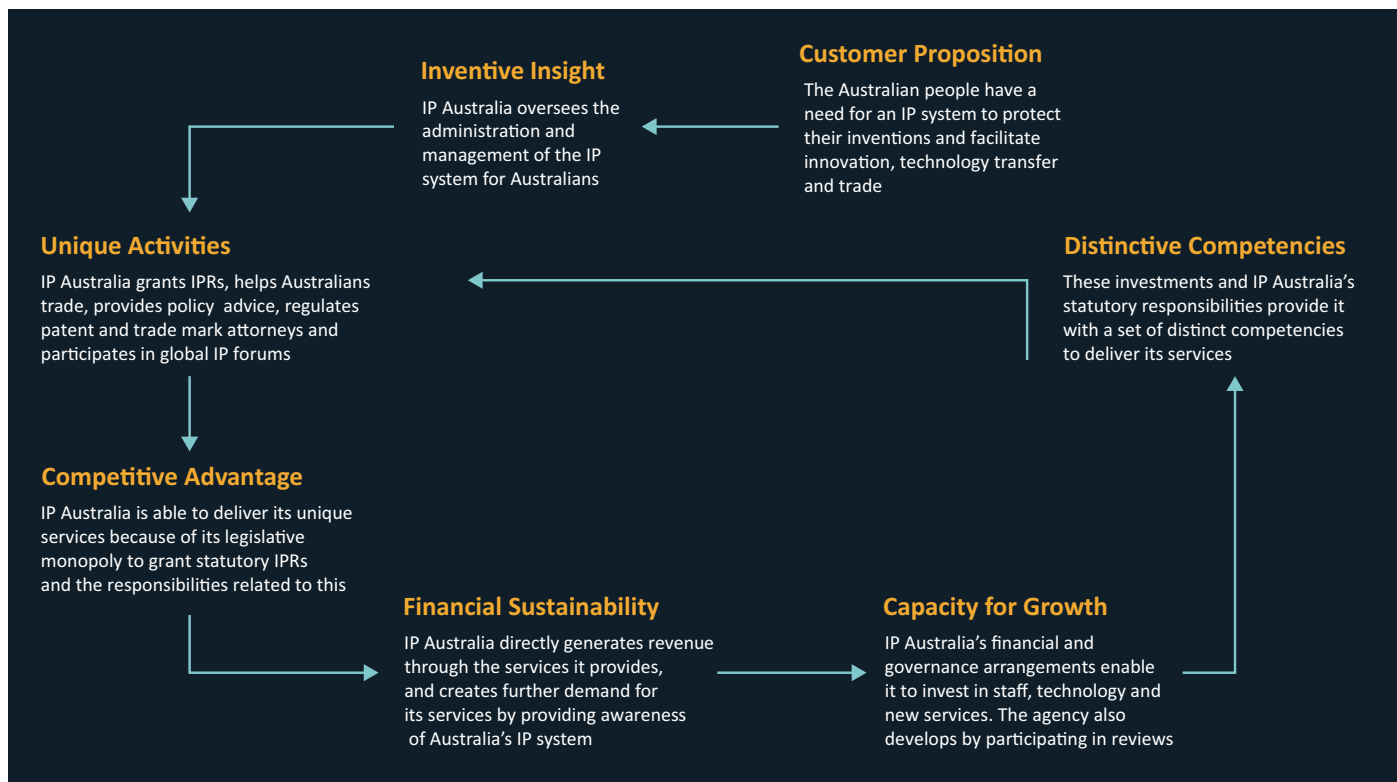 Customer Proposition
The Australian people have a
need for an IP system to protect
their inventions and facilitate
innovation, technology transfer
and trade
Inventive Insight
IP Australia oversees the
administration and
management of the IP
system for Australians
Unique Activities
IP Australia grants IPRs, helps Australians
trade, provides policy advice, regulates
patent and trade mark attorneys and
participates in global IP forums
Competitive Advantage
IP Australia is able to deliver its unique
services because of its legislative
monopoly to grant statutory IPRs
and the responsibilities related to this
Financial Sustainability
IP Australia directly generates revenue
through the services it provides,
and creates further demand for
its services by providing awareness
of Australia’s IP system
Capacity for Growth
IP Australia’s financial and
governance arrangements enable
it to invest in staff, technology and
new services. The agency also
develops by participating in reviews
Distinctive Competencies
These investments and IP Australia’s
statutory responsibilities provide it
with a set of distinct competencies
to deliver its services